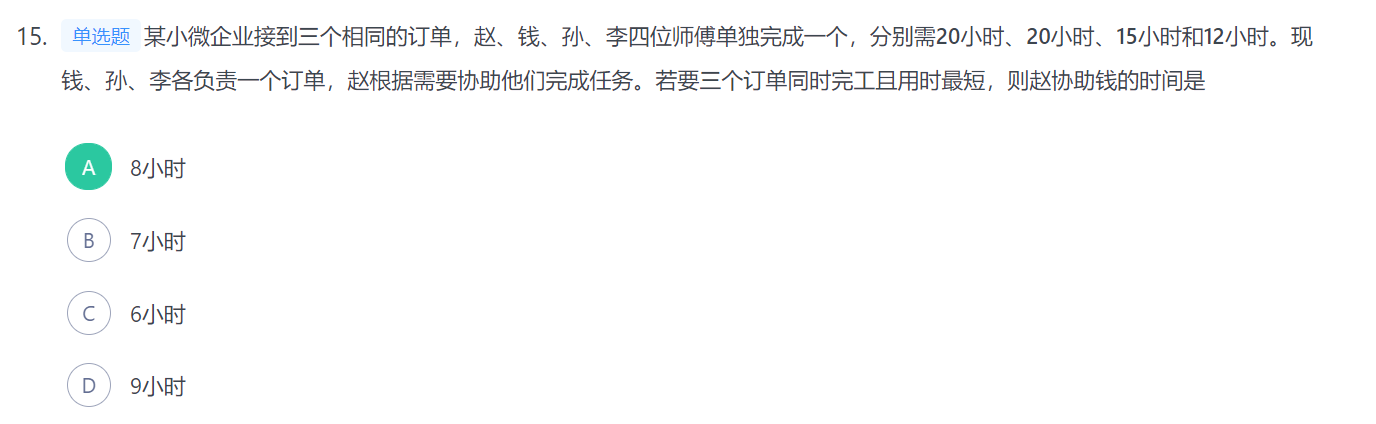 15. 单选题 某小微企业接到三个相同的订单，赵、钱、孙、李四位师傅单独完成一个，分别需20小时、20小时、15小时和12小时。现
钱、孙、李各负责一个订单，赵根据需要协助他们完成任务。若要三个订单同时完工且用时最短，则赵协助钱的时间是
A 8小时
B 7小时
C 6小时
D 9小时